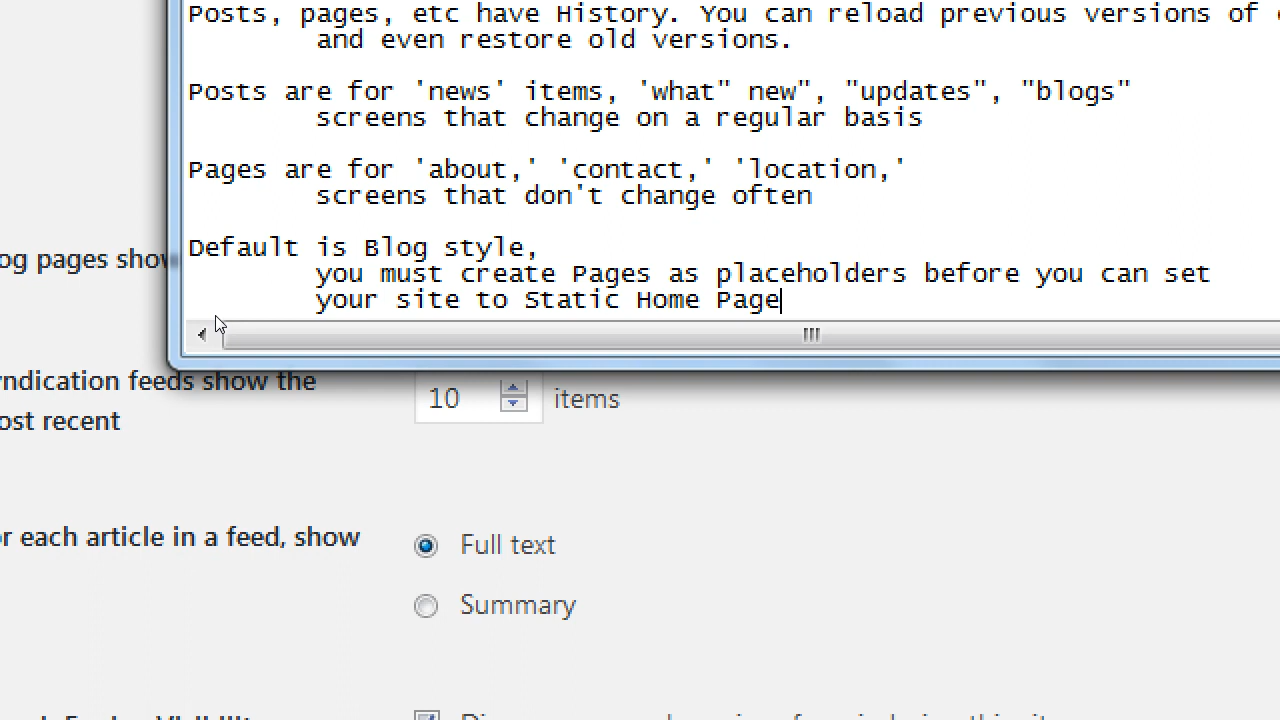 Posts, pages, etc have History. You can reload previous versions of
and even restore old versions.
Posts are for 'news' items, 'what" new", "updates", "blogs"
screens that change on a regular basis
Pages are for 'about,' 'contact,' 'location,'
screens that don't change often
Default is Blog style,
you must create Pages as placeholders before you can set
your site to Static Home Page
og pages show
ndication feeds show the
ost recent
10 items
r each article in a feed, show
Full text
Summary